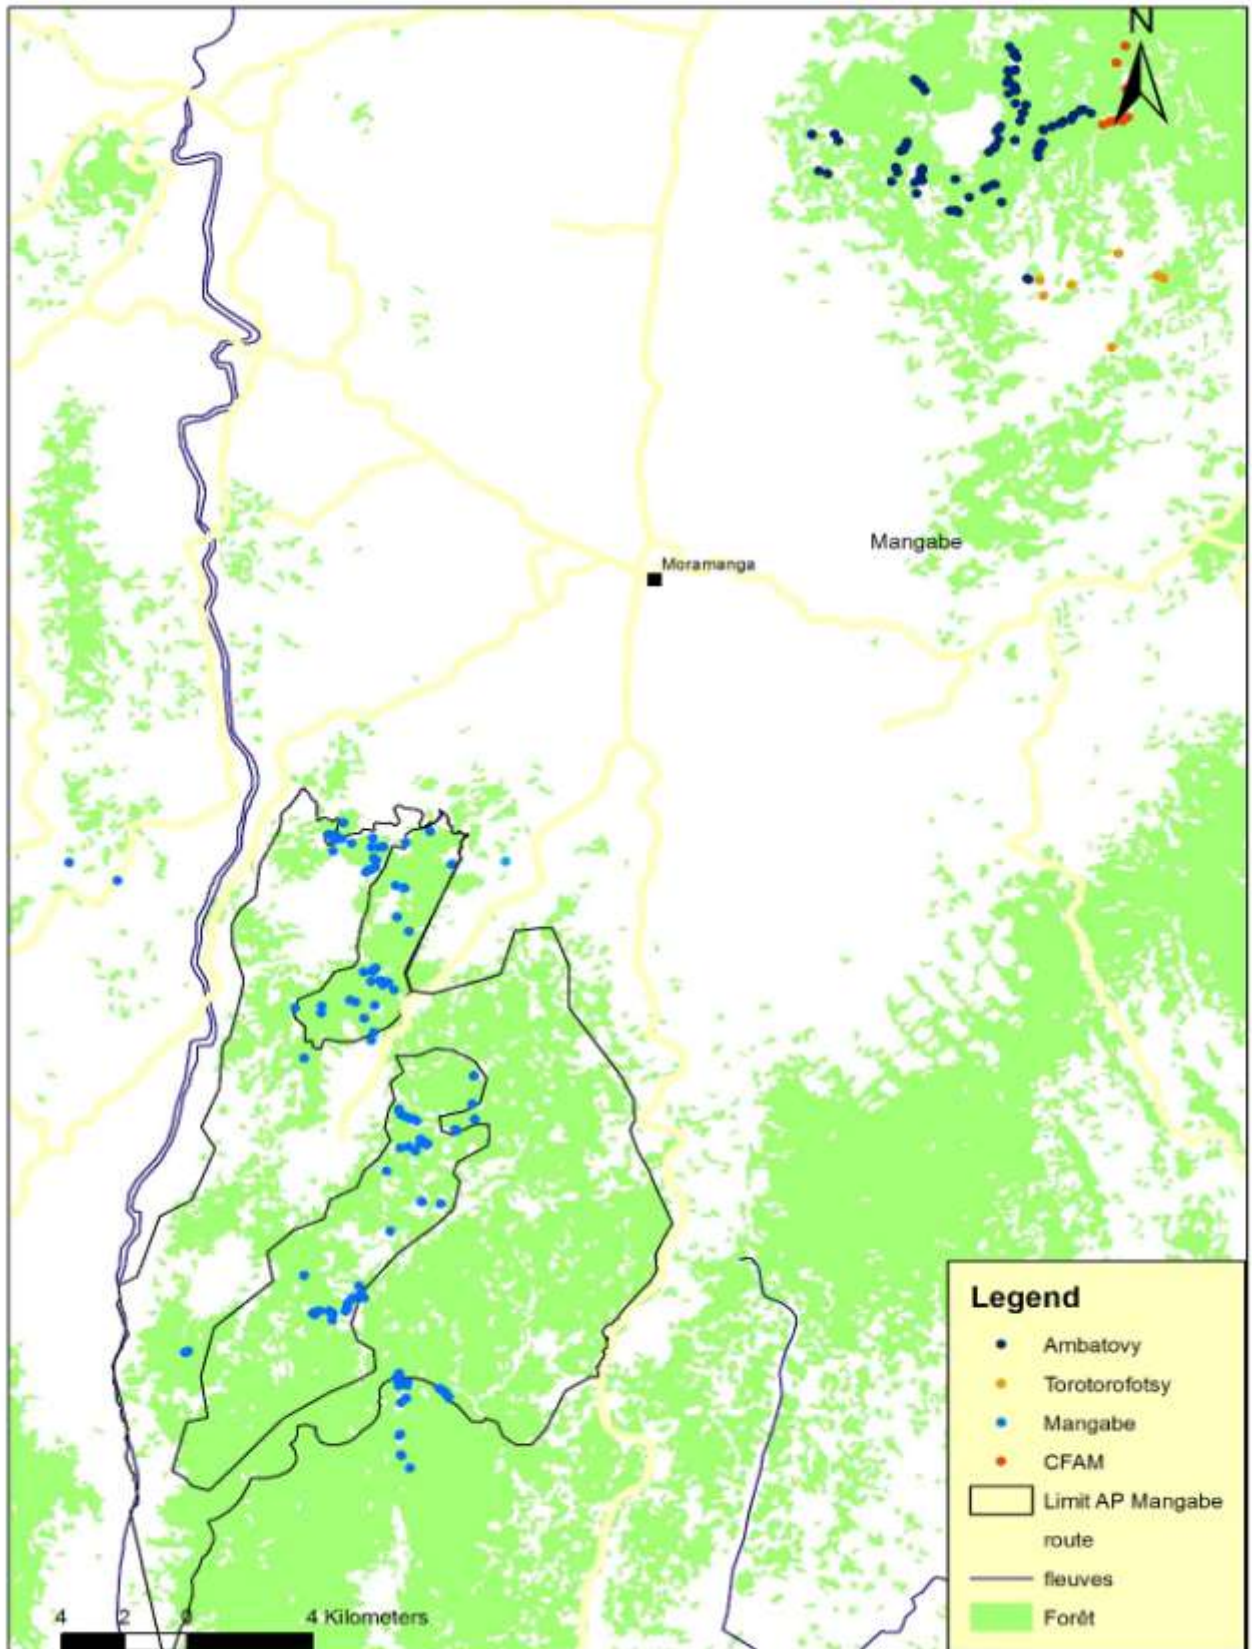 N
Mangabe
Moramanga
Legend
Ambatovy
Torotorofotsy
Mangabe
CFAM
Limit AP Mangabe
route
fleuves
Forêt
4 2 0 4 Kilometers